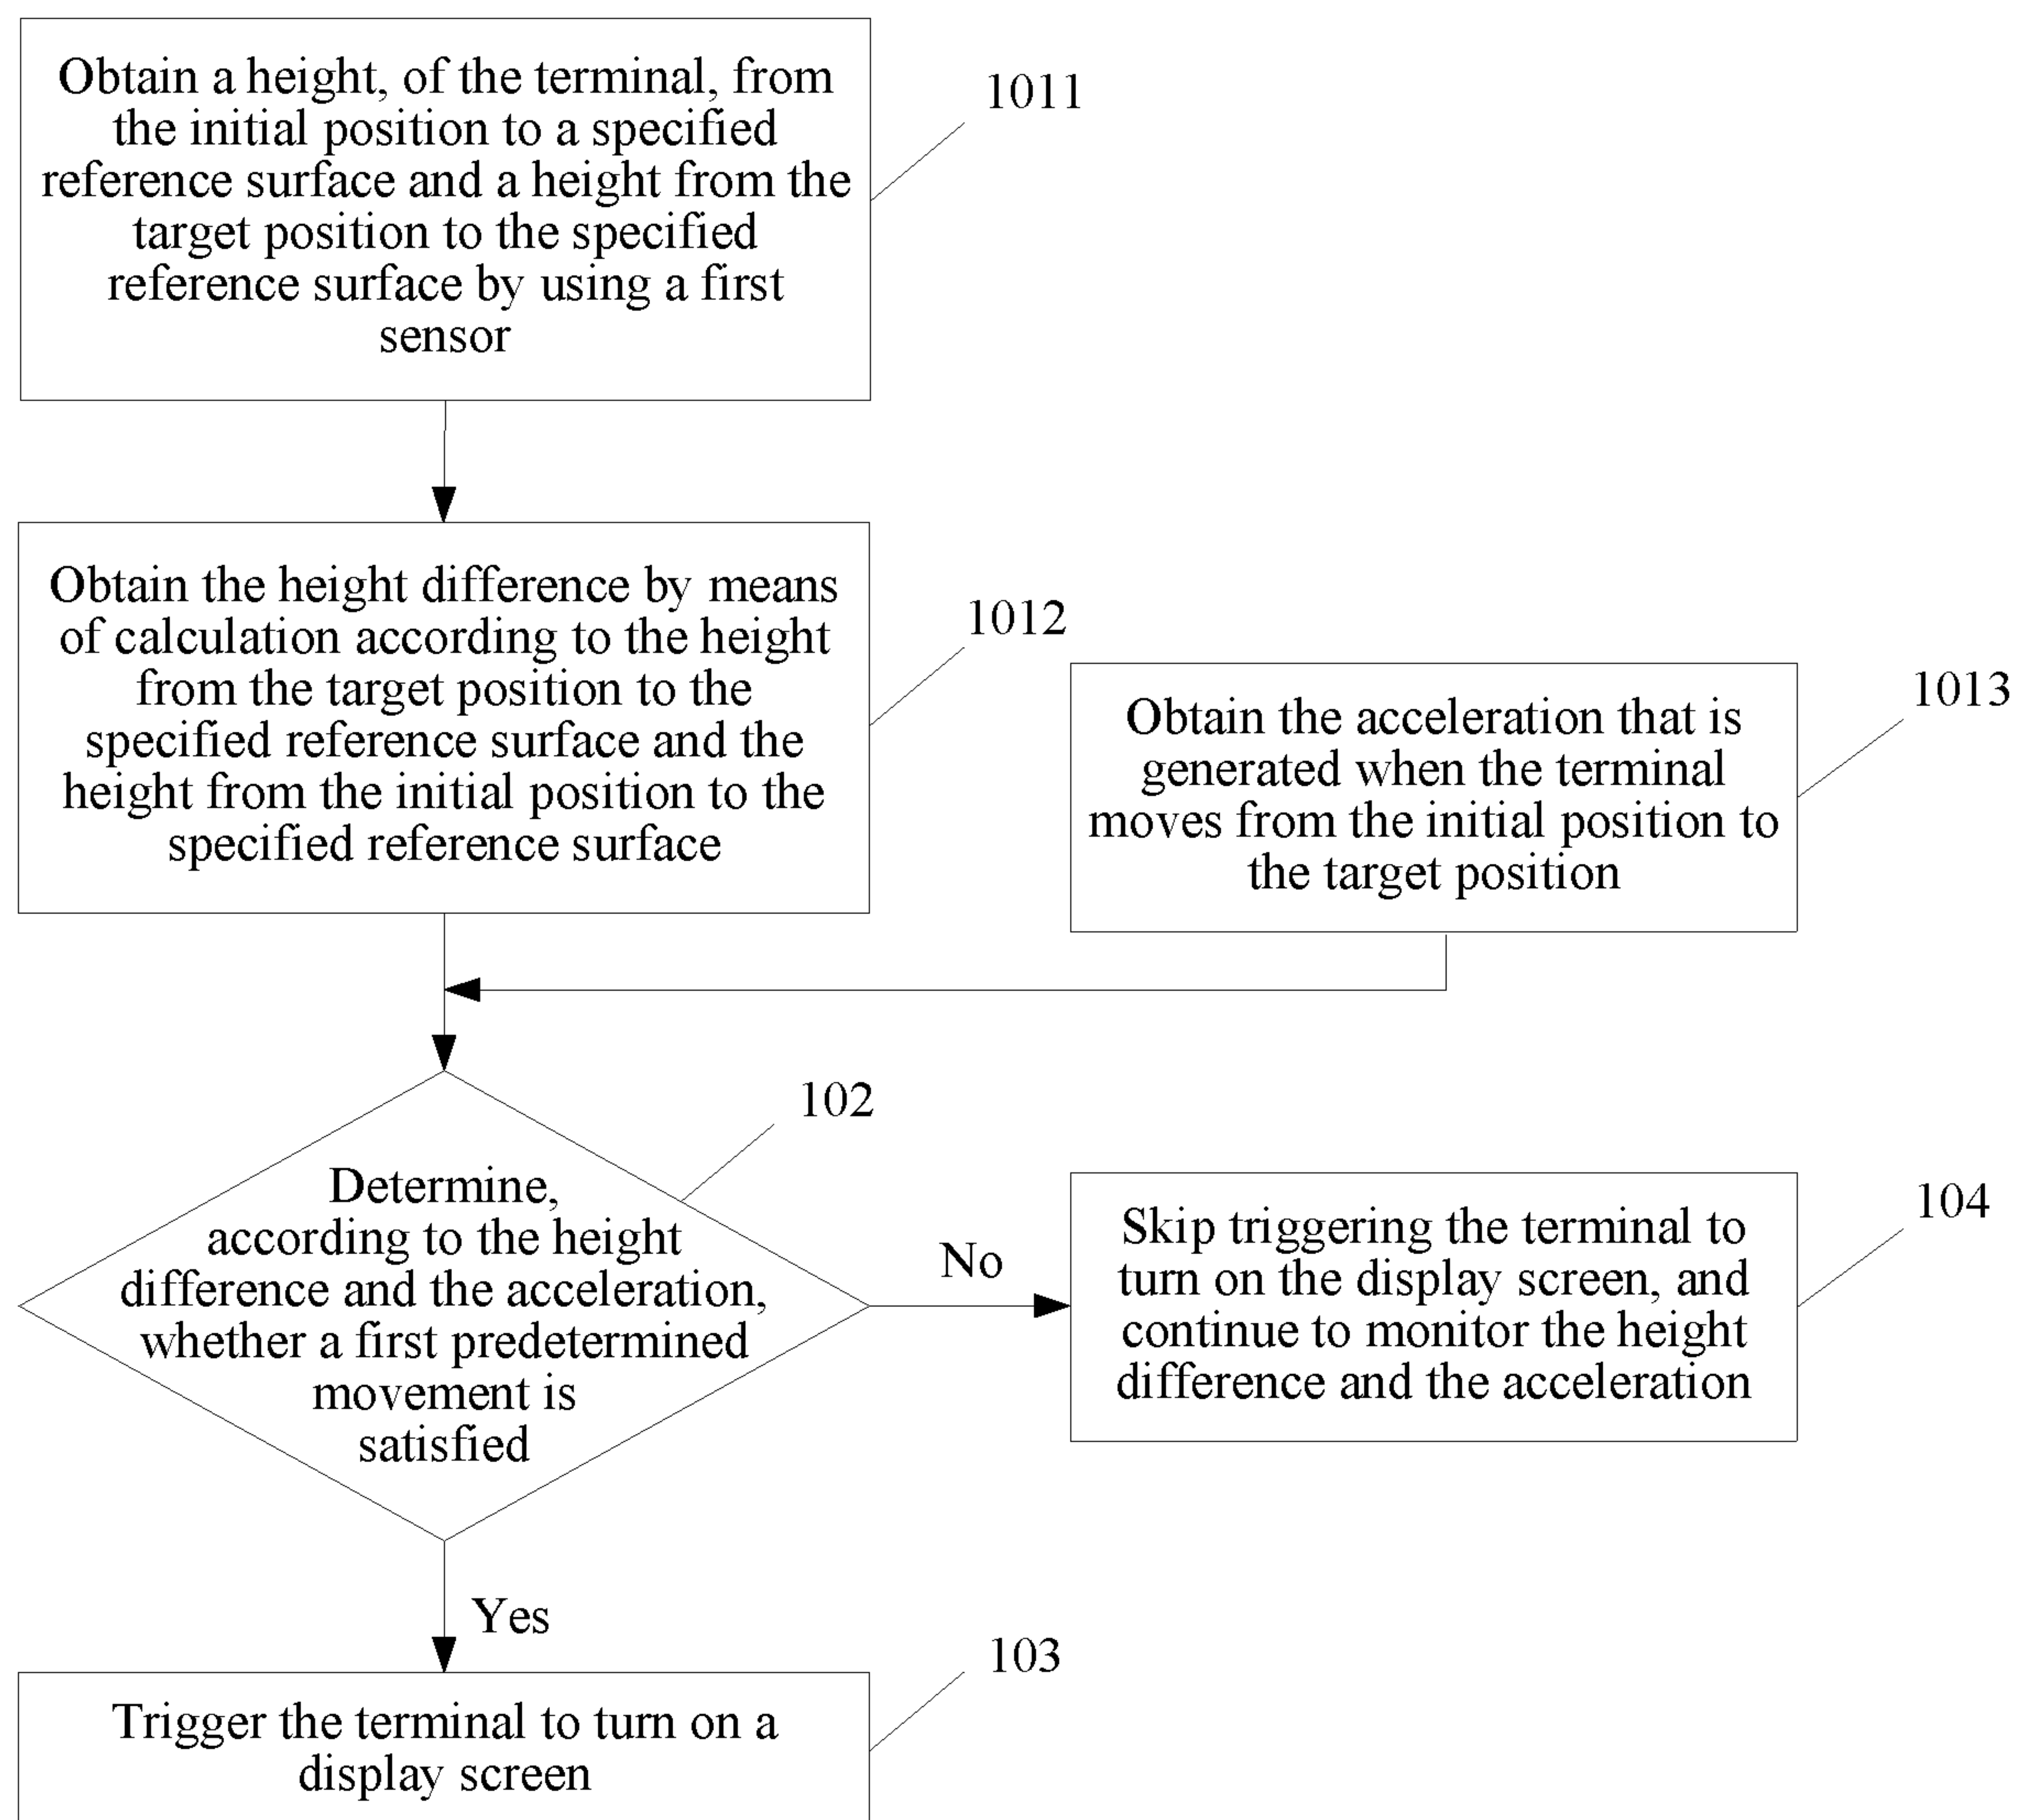 Obtain a height, of the terminal, from
the initial position to a specified
reference surface and a height from the
target position to the specified
reference surface by using a first
sensor
1011
Obtain the height difference by means
of calculation according to the height
from the target position to the
specified reference surface and the
height from the initial position to the
specified reference surface
1012
Obtain the acceleration that is
generated when the terminal
moves from the initial position to
the target position
1013
Determine,
according to the height
difference and the acceleration,
whether a first predetermined
movement is
satisfied
102
No
Skip triggering the terminal to
turn on the display screen, and
continue to monitor the height
difference and the acceleration
104
Yes
Trigger the terminal to turn on a
display screen
103